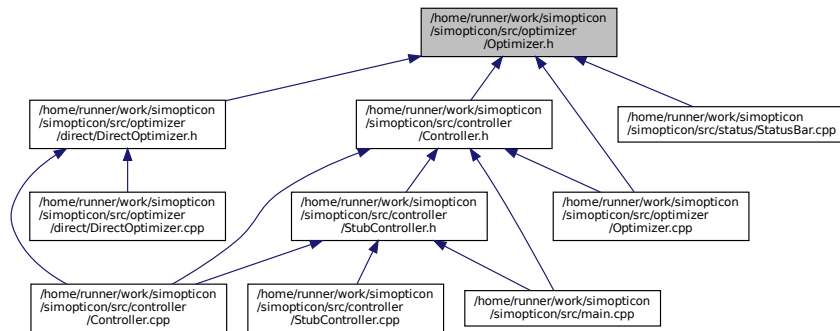 /home/runner/work/simopticon
/simopticon/src/optimizer
/Optimizer.h
/home/runner/work/simopticon
/simopticon/src/optimizer
/direct/DirectOptimizer.h
/home/runner/work/simopticon
/simopticon/src/controller
/Controller.h
/home/runner/work/simopticon
/simopticon/src/status/StatusBar.cpp
/home/runner/work/simopticon
/simopticon/src/optimizer
/direct/DirectOptimizer.cpp
/home/runner/work/simopticon
/simopticon/src/controller
/StubController.h
/home/runner/work/simopticon
/simopticon/src/optimizer
/Optimizer.cpp
/home/runner/work/simopticon
/simopticon/src/controller
/Controller.cpp
/home/runner/work/simopticon
/simopticon/src/controller
/StubController.cpp
/home/runner/work/simopticon
/simopticon/src/main.cpp